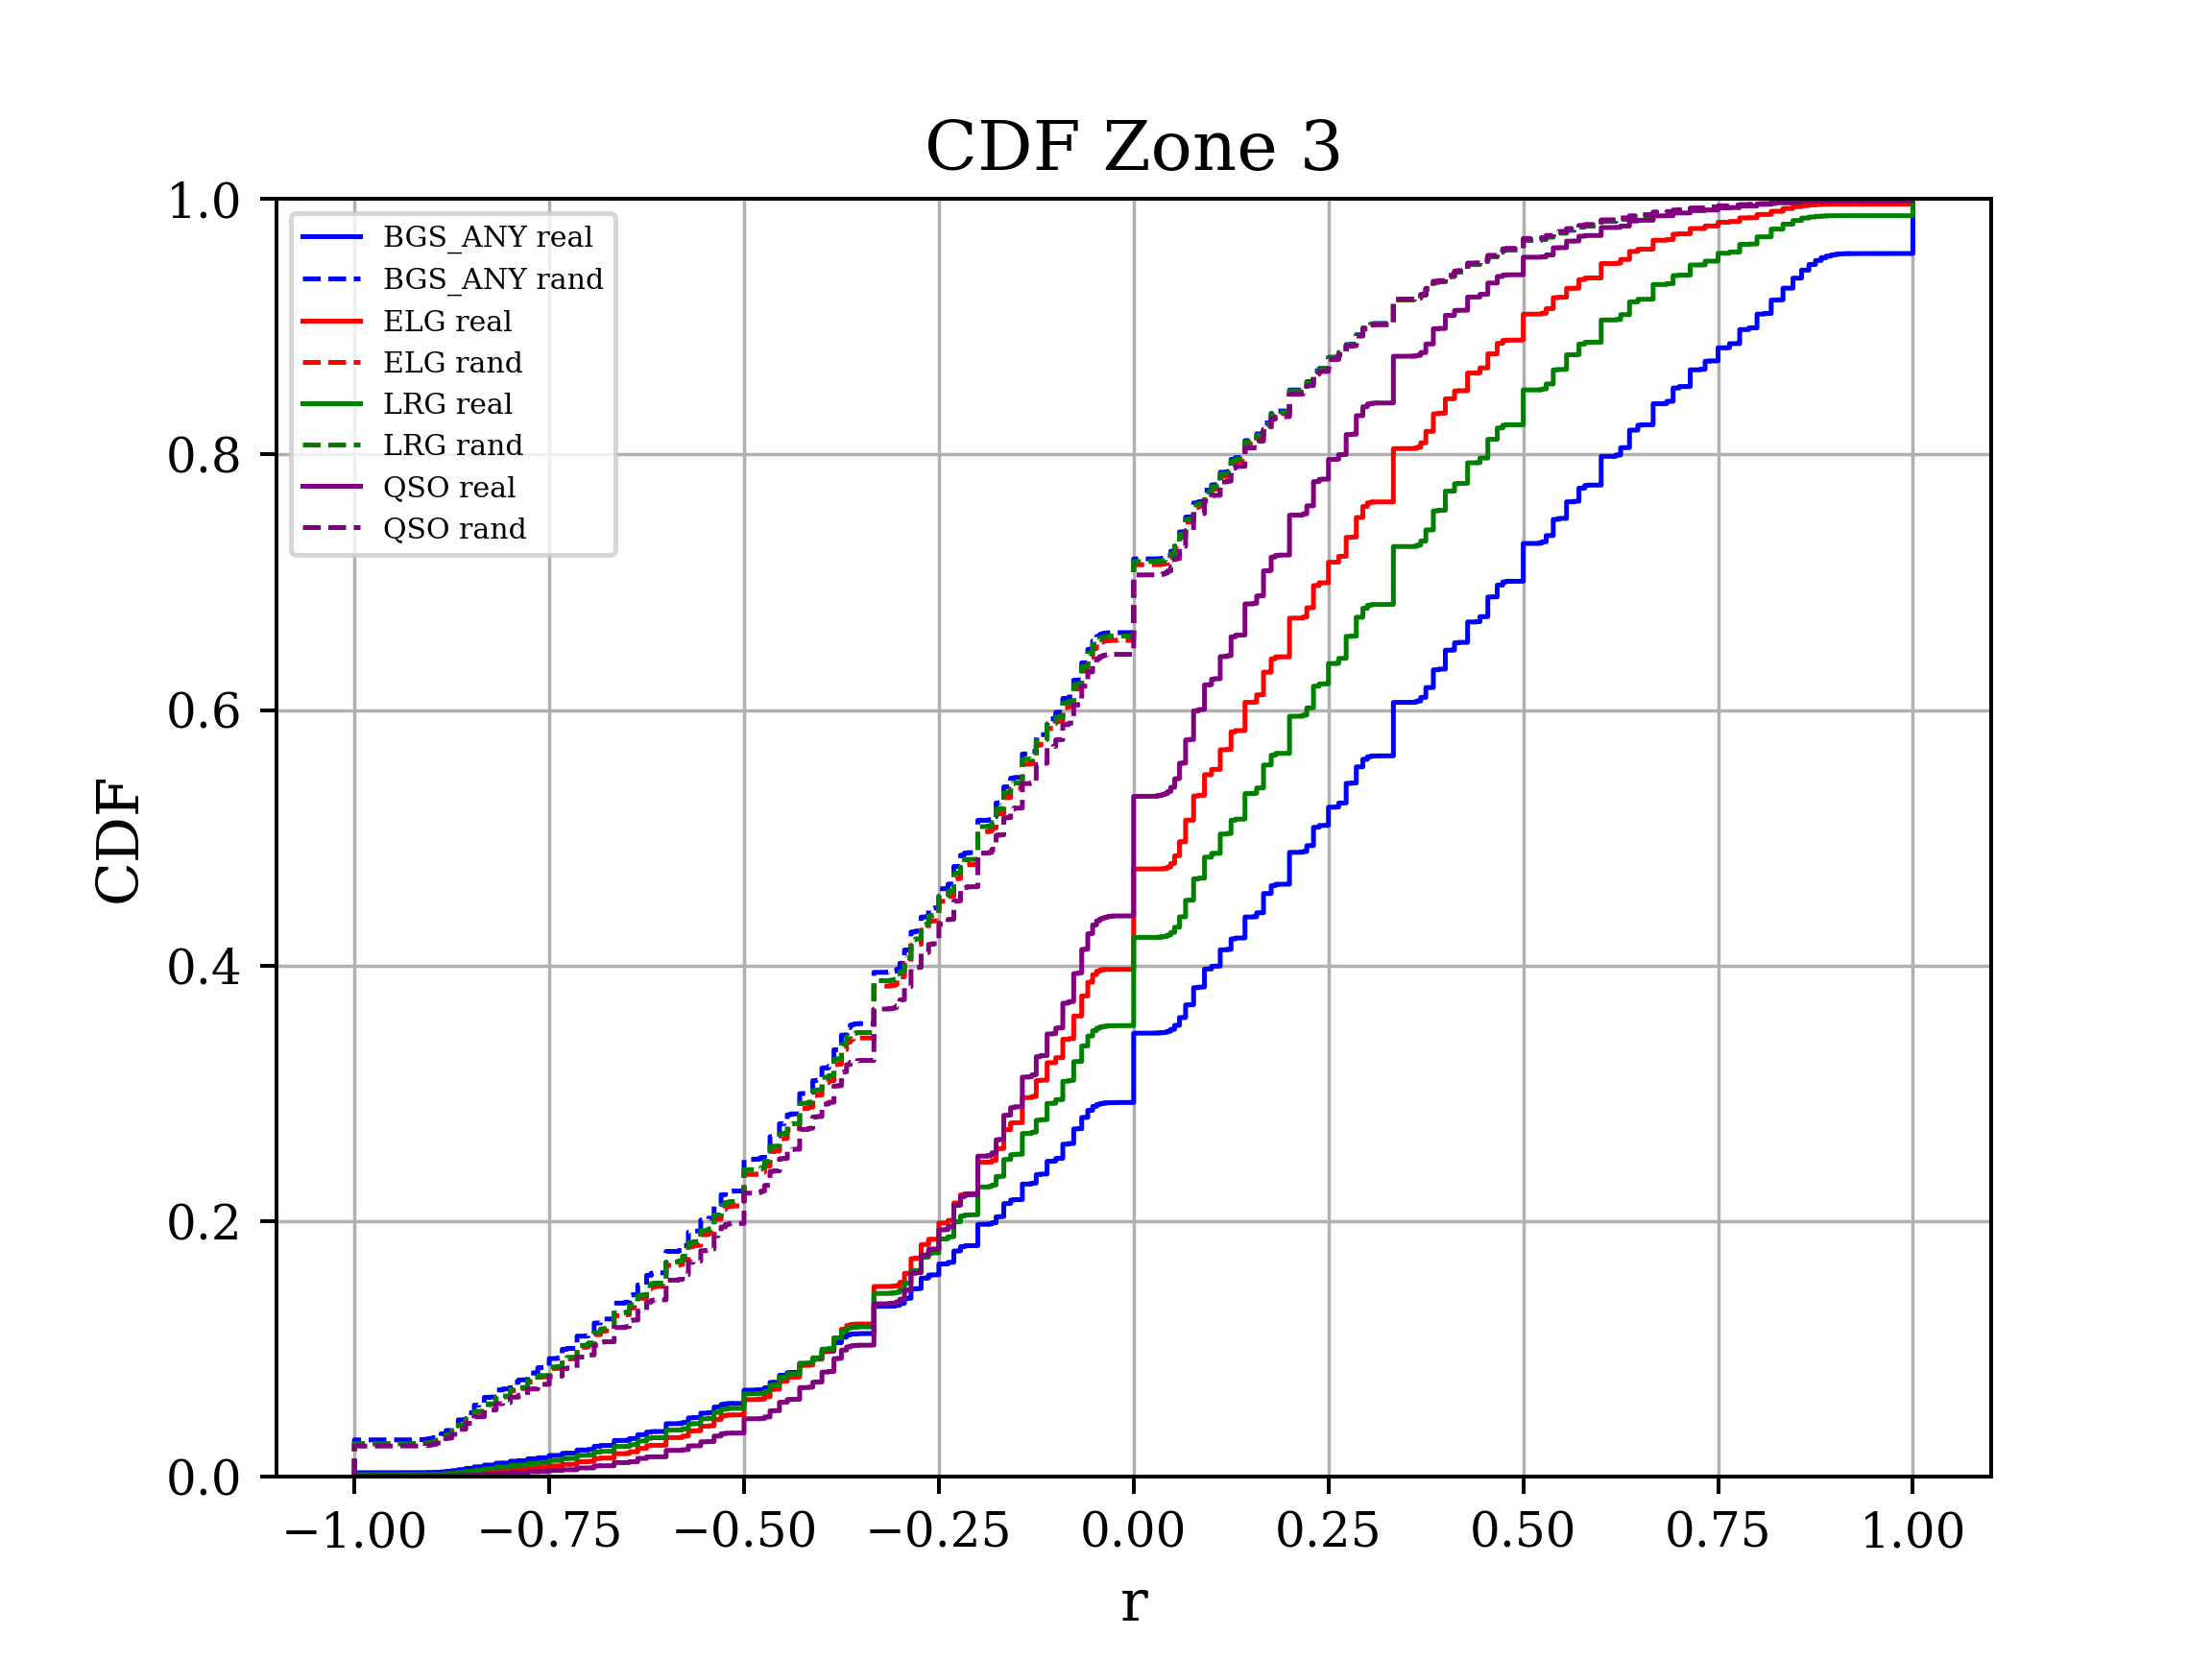 CDF Zone 3
1.0
0.8
0.6
0.4
0.2
0.0
CDF
BGS_ANY real
BGS_ANY rand
ELG real
ELG rand
LRG real
LRG rand
QSO real
QSO rand
−1.00 −0.75 −0.50 −0.25 0.00 0.25 0.50 0.75 1.00
r